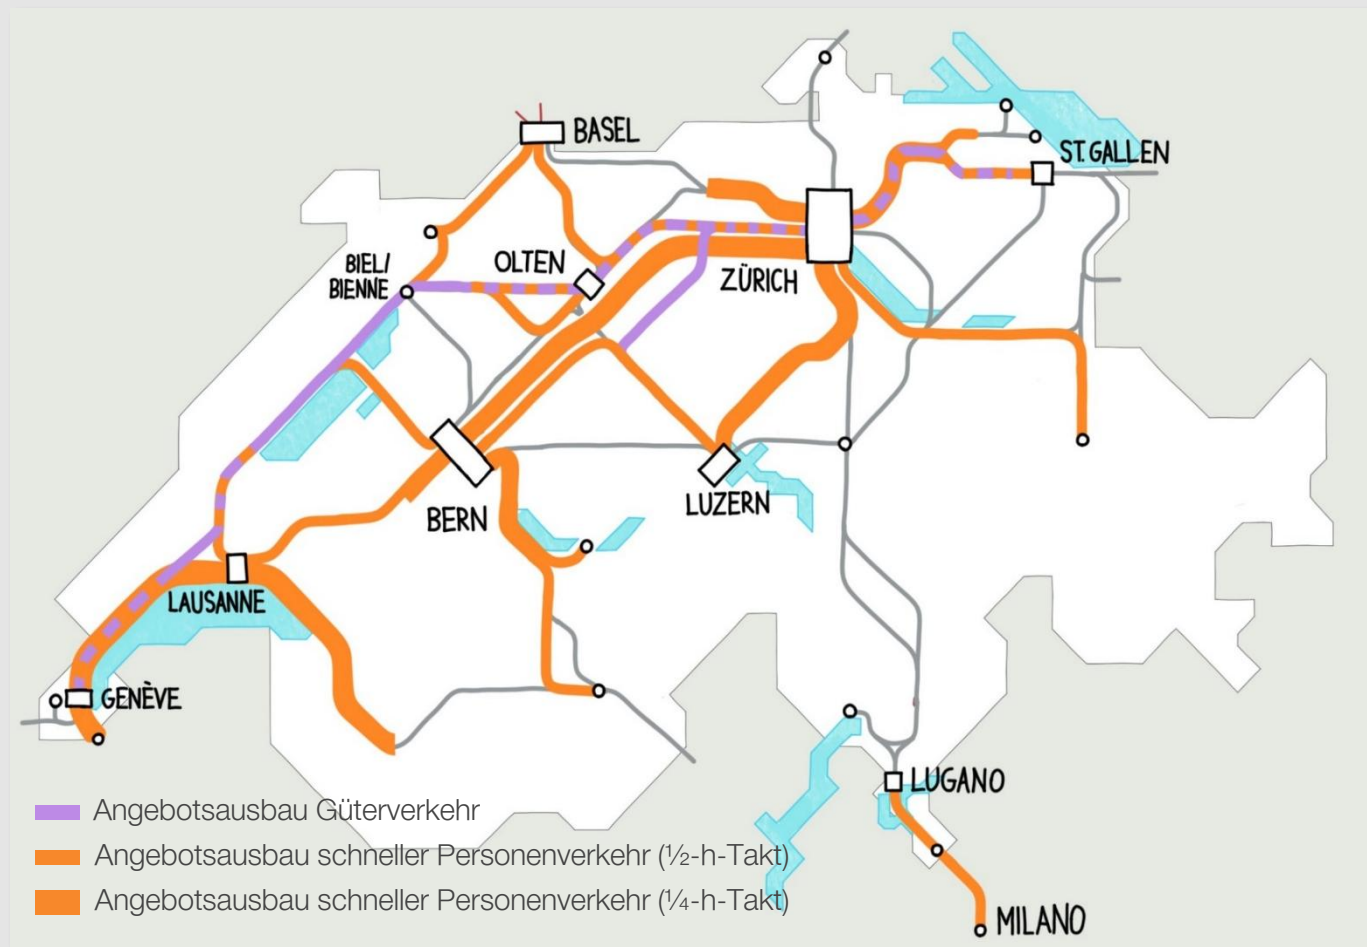 BASEL
ST. GALLEN
BIEL/
BIENNE
OLTEN
ZÜRICH
BERN
LUZERN
LAUSANNE
GENÈVE
LUGANO
MILANO
Angebotsausbau Güterverkehr
Angebotsausbau schneller Personenverkehr (½-h-Takt)
Angebotsausbau schneller Personenverkehr (¼-h-Takt)